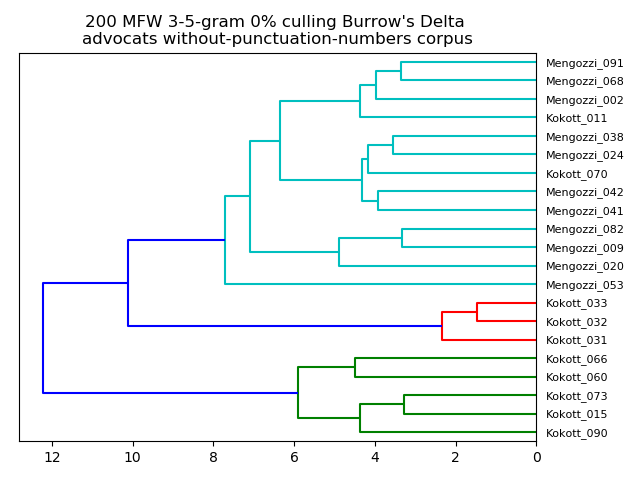 200 MFW 3-5-gram 0% culling Burrow's Delta
advocats without-punctuation-numbers corpus
Mengozzi_091
Mengozzi_068
Mengozzi_002
Kokott_011
Mengozzi_038
Mengozzi_024
Kokott_070
Mengozzi_042
Mengozzi_041
Mengozzi_082
Mengozzi_009
Mengozzi_020
Mengozzi_053
Kokott_033
Kokott_032
Kokott_031
Kokott_066
Kokott_060
Kokott_073
Kokott_015
Kokott_090
12 10 8 6 4 2 0